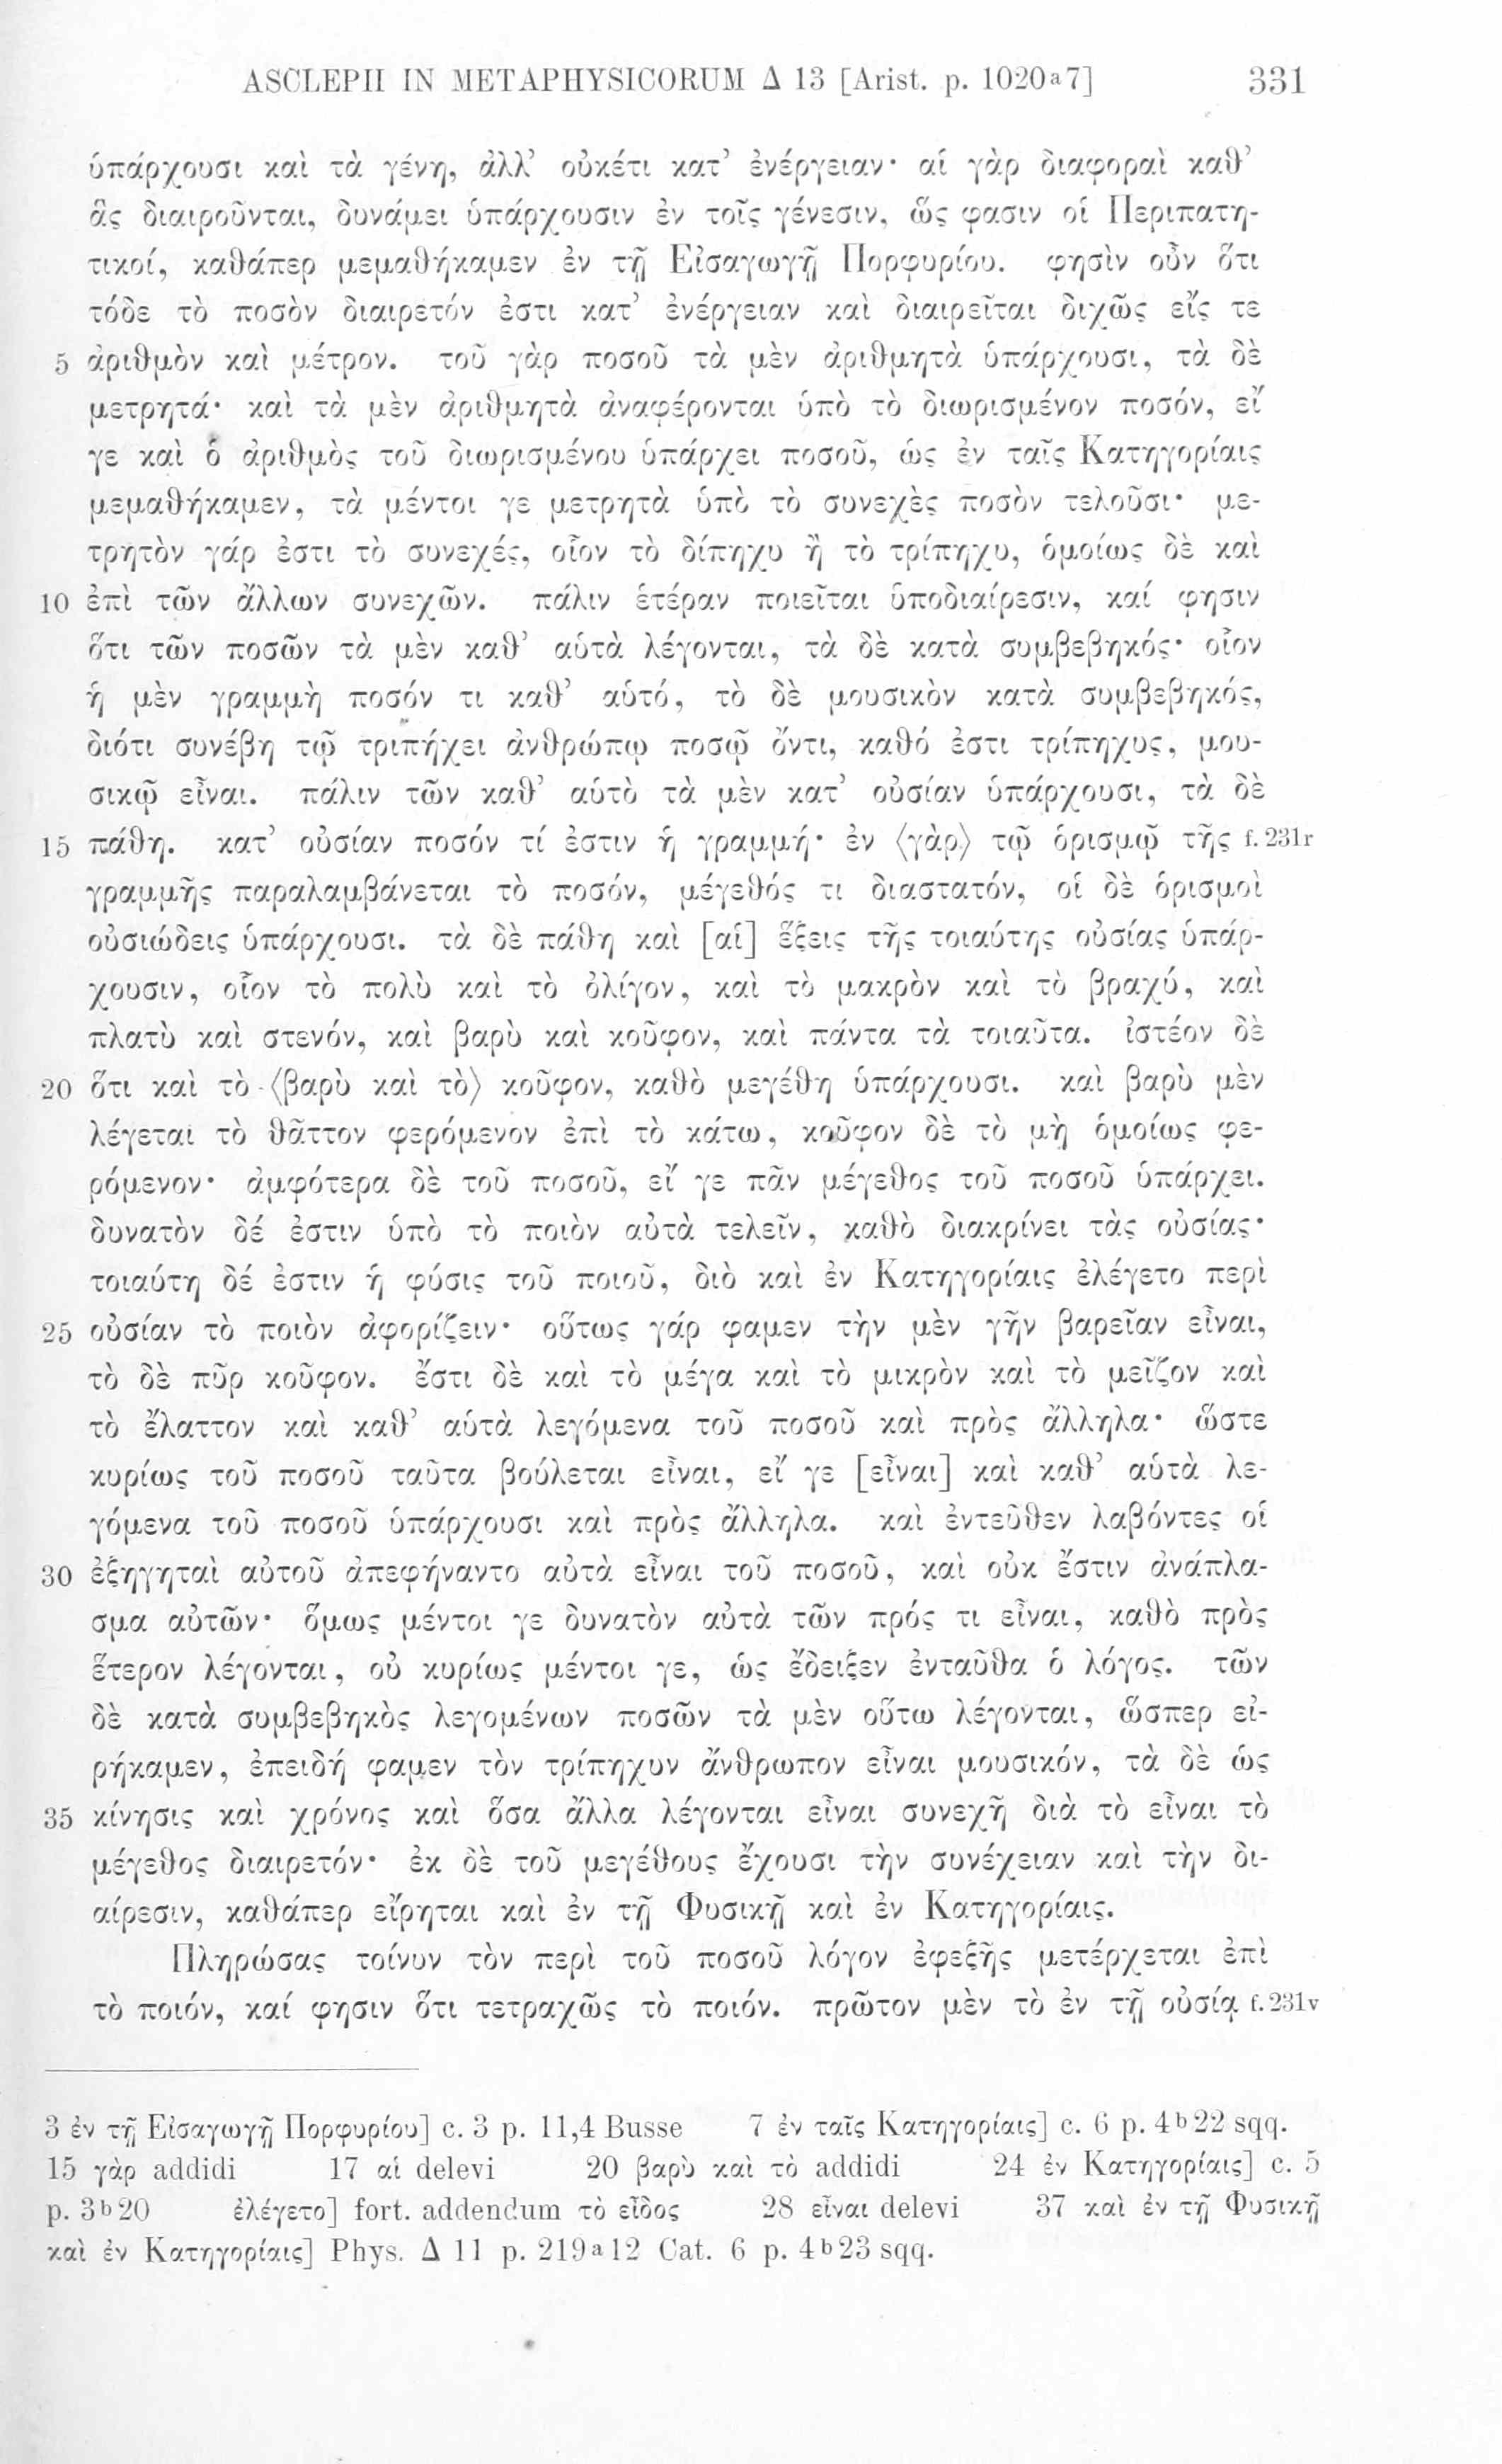 ASCLEPII IN METAPHYSICORUM Δ 13 [Arist. p. 1020ᵃ7] 331
ὑπάρχουσι καὶ τὰ γένη, ἀλλ’ οὐκέτι κατ’ ἐνέργειαν· αἱ γὰρ διαφοραὶ καθ’
ἃς διαιροῦνται, δυνάμει ὑπάρχουσιν ἐν τοῖς γένεσιν, ὥς φασιν οἱ Περιπατη-
τικοί, καθάπερ μεμαθήκαμεν ἐν τῇ Εἰσαγωγῇ Πορφυρίου. φησὶν οὖν ὅτι
τόδε τὸ ποσὸν διαιρετόν ἐστι κατ’ ἐνέργειαν καὶ διαιρεῖται διχῶς εἴς τε
5 ἀριθμὸν καὶ μέτρον. τοῦ γὰρ ποσοῦ τὰ μὲν ἀριθμητὰ ὑπάρχουσι, τὰ δὲ
μετρητά· καὶ τὰ μὲν ἀριθμητὰ ἀναφέρονται ὑπὸ τὸ διωρισμένον ποσόν, εἴ
γε καὶ ὁ ἀριθμὸς τοῦ διωρισμένου ὑπάρχει ποσοῦ, ὡς ἐν ταῖς Κατηγορίαις
μεμαθήκαμεν, τὰ μέντοι γε μετρητὰ ὑπὸ τὸ συνεχὲς ποσὸν τελοῦσι· με-
τρητὸν γάρ ἐστι τὸ συνεχές, οἷον τὸ δίπηχυ ἢ τὸ τρίπηχυ, ὁμοίως δὲ καὶ
10 ἐπὶ τῶν ἄλλων συνεχῶν. πάλιν ἑτέραν ποιεῖται ὑποδιαίρεσιν, καί φησιν
ὅτι τῶν ποσῶν τὰ μὲν καθ’ αὑτὰ λέγονται, τὰ δὲ κατὰ συμβεβηκός· οἷον
ἡ μὲν γραμμὴ ποσόν τι καθ’ αὑτό, τὸ δὲ μουσικὸν κατὰ συμβεβηκός,
διότι συνέβη τῷ τριπήχει ἀνθρώπῳ ποσῷ ὄντι, καθό ἐστι τρίπηχυς, μου-
σικῷ εἶναι. πάλιν τῶν καθ’ αὑτὸ τὰ μὲν κατ’ οὐσίαν ὑπάρχουσι, τὰ δὲ
15 πάθη. κατ’ οὐσίαν ποσόν τί ἐστιν ἡ γραμμή· ἐν ⟨γὰρ⟩ τῷ ὁρισμῷ τῆς f. 231r
γραμμῆς παραλαμβάνεται τὸ ποσόν, μέγεθός τι διαστατόν, οἱ δὲ ὁρισμοὶ
οὐσιώδεις ὑπάρχουσι. τὰ δὲ πάθη καὶ [αἱ] ἕξεις τῆς τοιαύτης οὐσίας ὑπάρ-
χουσιν, οἷον τὸ πολὺ καὶ τὸ ὀλίγον, καὶ τὸ μακρὸν καὶ τὸ βραχύ, καὶ
πλατὺ καὶ στενόν, καὶ βαρὺ καὶ κοῦφον, καὶ πάντα τὰ τοιαῦτα. ἰστέον δὲ
20 ὅτι καὶ τὸ ⟨βαρὺ καὶ τὸ⟩ κοῦφον, καθὸ μεγέθη ὑπάρχουσι. καὶ βαρὺ μὲν
λέγεται τὸ θᾶττον φερόμενον ἐπὶ τὸ κάτω, κοῦφον δὲ τὸ μὴ ὁμοίως φε-
ρόμενον· ἀμφότερα δὲ τοῦ ποσοῦ, εἴ γε πᾶν μέγεθος τοῦ ποσοῦ ὑπάρχει.
δυνατὸν δέ ἐστιν ὑπὸ τὸ ποιὸν αὐτὰ τελεῖν, καθὸ διακρίνει τὰς οὐσίας·
τοιαύτη δέ ἐστιν ἡ φύσις τοῦ ποιοῦ, διὸ καὶ ἐν Κατηγορίαις ἐλέγετο περὶ
25 οὐσίαν τὸ ποιὸν ἀφορίζειν· οὕτως γάρ φαμεν τὴν μὲν γῆν βαρεῖαν εἶναι,
τὸ δὲ πῦρ κοῦφον. ἔστι δὲ καὶ τὸ μέγα καὶ τὸ μικρὸν καὶ τὸ μεῖζον καὶ
τὸ ἔλαττον καὶ καθ’ αὑτὰ λεγόμενα τοῦ ποσοῦ καὶ πρὸς ἄλληλα· ὥστε
κυρίως τοῦ ποσοῦ ταῦτα βούλεται εἶναι, εἴ γε [εἶναι] καὶ καθ’ αὑτὰ λε-
γόμενα τοῦ ποσοῦ ὑπάρχουσι καὶ πρὸς ἄλληλα. καὶ ἐντεῦθεν λαβόντες οἱ
30 ἐξηγηταὶ αὐτοῦ ἀπεφήναντο αὐτὰ εἶναι τοῦ ποσοῦ, καὶ οὐκ ἔστιν ἀνάπλα-
σμα αὐτῶν· ὅμως μέντοι γε δυνατὸν αὐτὰ τῶν πρός τι εἶναι, καθὸ πρὸς
ἕτερον λέγονται, οὐ κυρίως μέντοι γε, ὡς ἔδειξεν ἐνταῦθα ὁ λόγος. τῶν
δὲ κατὰ συμβεβηκὸς λεγομένων ποσῶν τὰ μὲν οὕτω λέγονται, ὥσπερ εἰ-
ρήκαμεν, ἐπειδή φαμεν τὸν τρίπηχυν ἄνθρωπον εἶναι μουσικόν, τὰ δὲ ὡς
35 κίνησις καὶ χρόνος καὶ ὅσα ἄλλα λέγονται εἶναι συνεχῆ διὰ τὸ εἶναι τὸ
μέγεθος διαιρετόν· ἐκ δὲ τοῦ μεγέθους ἔχουσι τὴν συνέχειαν καὶ τὴν δι-
αίρεσιν, καθάπερ εἴρηται καὶ ἐν τῇ Φυσικῇ καὶ ἐν Κατηγορίαις.
Πληρώσας τοίνυν τὸν περὶ τοῦ ποσοῦ λόγον ἐφεξῆς μετέρχεται ἐπὶ
τὸ ποιόν, καί φησιν ὅτι τετραχῶς τὸ ποιόν. πρῶτον μὲν τὸ ἐν τῇ οὐσίᾳ f. 231v
3 ἐν τῇ Εἰσαγωγῇ Πορφυρίου] c. 3 p. 11,4 Busse 7 ἐν ταῖς Κατηγορίαις] c. 6 p. 4ᵇ22 sqq.
15 γὰρ addidi 17 αἱ delevi 20 βαρὺ καὶ τὸ addidi 24 ἐν Κατηγορίαις] c. 5
p. 3ᵇ20 ἐλέγετο] fort. addendum τὸ εἶδος 28 εἶναι delevi 37 καὶ ἐν τῇ Φυσικῇ
καὶ ἐν Κατηγορίαις] Phys. Δ 11 p. 219ᵃ12 Cat. 6 p. 4ᵇ23 sqq.